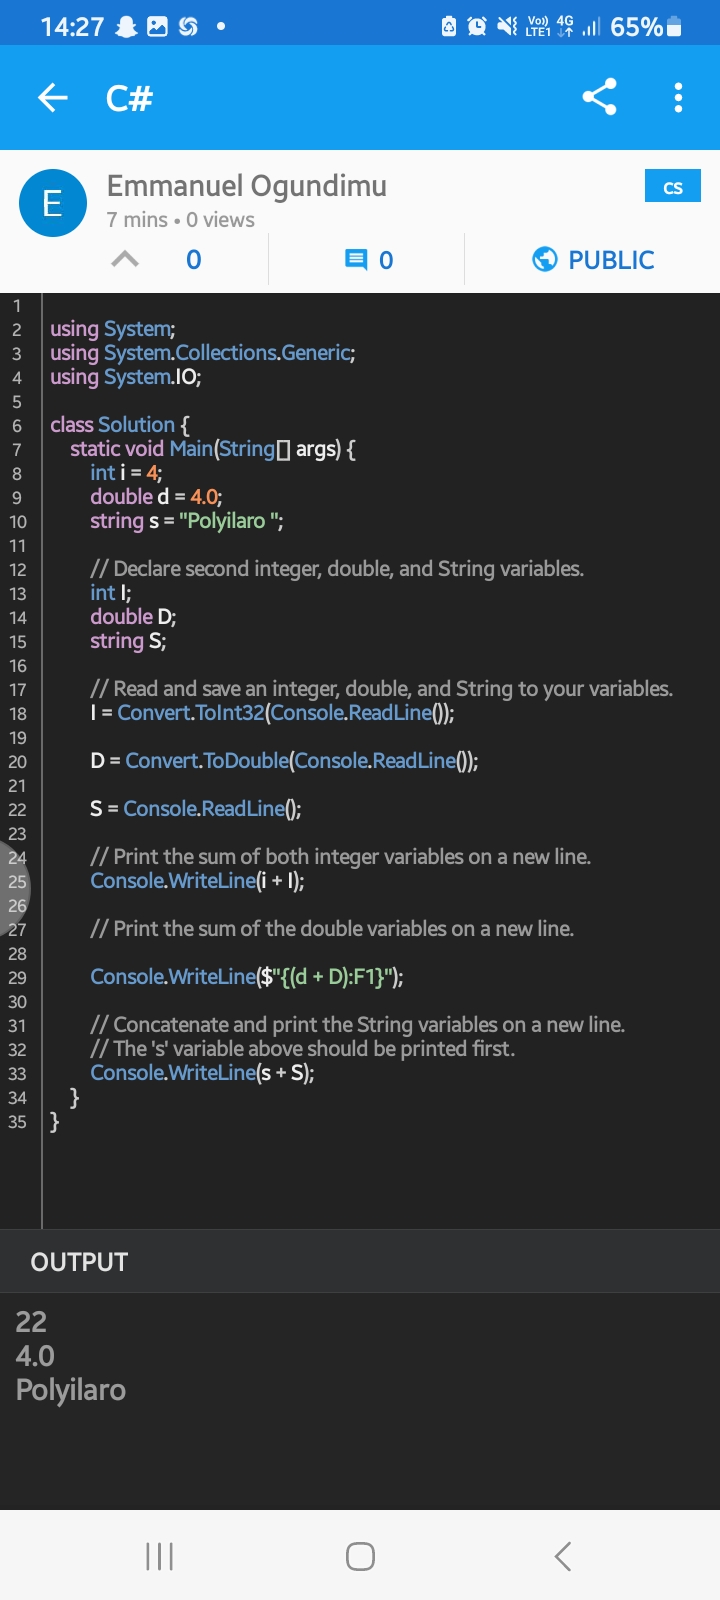 14:27
Vo)) LTE1 4G 65%
C#
E
Emmanuel Ogundimu
CS
7 mins • 0 views
0
0
PUBLIC
1
2 using System;
3 using System.Collections.Generic;
4 using System.IO;
5
6 class Solution {
7 static void Main(String[] args) {
8 int i = 4;
9 double d = 4.0;
10 string s = "Polyilaro ";
11
12 // Declare second integer, double, and String variables.
13 int I;
14 double D;
15 string S;
16
17 // Read and save an integer, double, and String to your variables.
18 I = Convert.ToInt32(Console.ReadLine());
19
20 D = Convert.ToDouble(Console.ReadLine());
21
22 S = Console.ReadLine();
23
24 // Print the sum of both integer variables on a new line.
25 Console.WriteLine(i + I);
26
27 // Print the sum of the double variables on a new line.
28
29 Console.WriteLine($"{(d + D):F1}");
30
31 // Concatenate and print the String variables on a new line.
32 // The 's' variable above should be printed first.
33 Console.WriteLine(s + S);
34 }
35 }
OUTPUT
22
4.0
Polyilaro